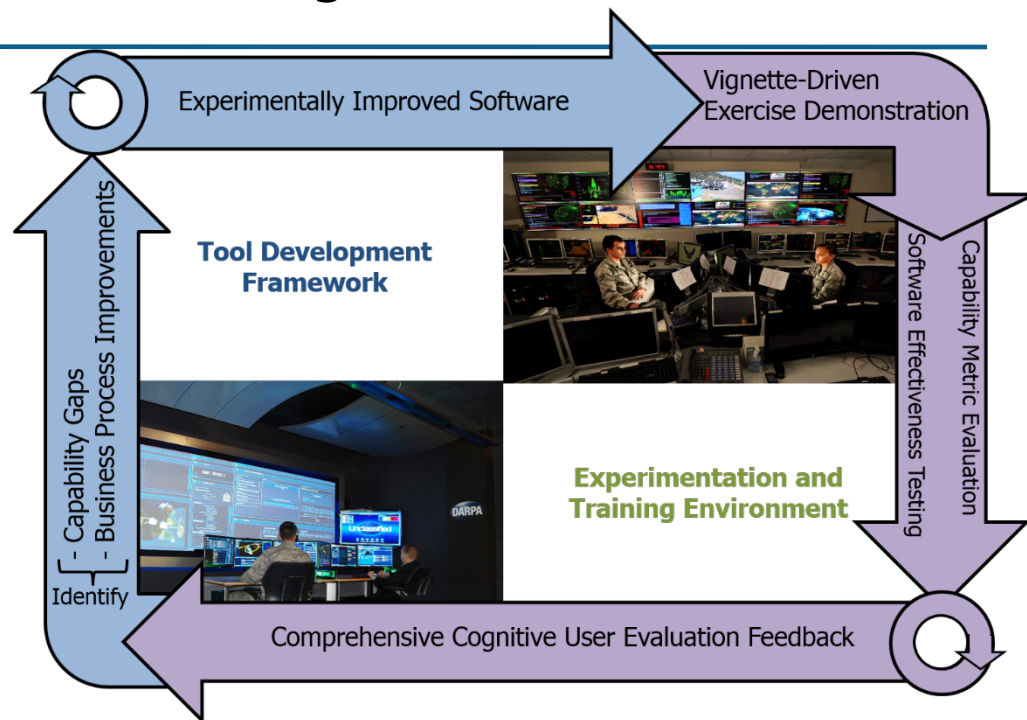 Experimentally Improved Software
Vignette-Driven
Exercise Demonstration
Tool Development
Framework
Capability Metric Evaluation
Software Effectiveness Testing
- Capability Gaps
- Business Process Improvements
Identify
DARPA
Unclassified
Experimentation and
Training Environment
Comprehensive Cognitive User Evaluation Feedback